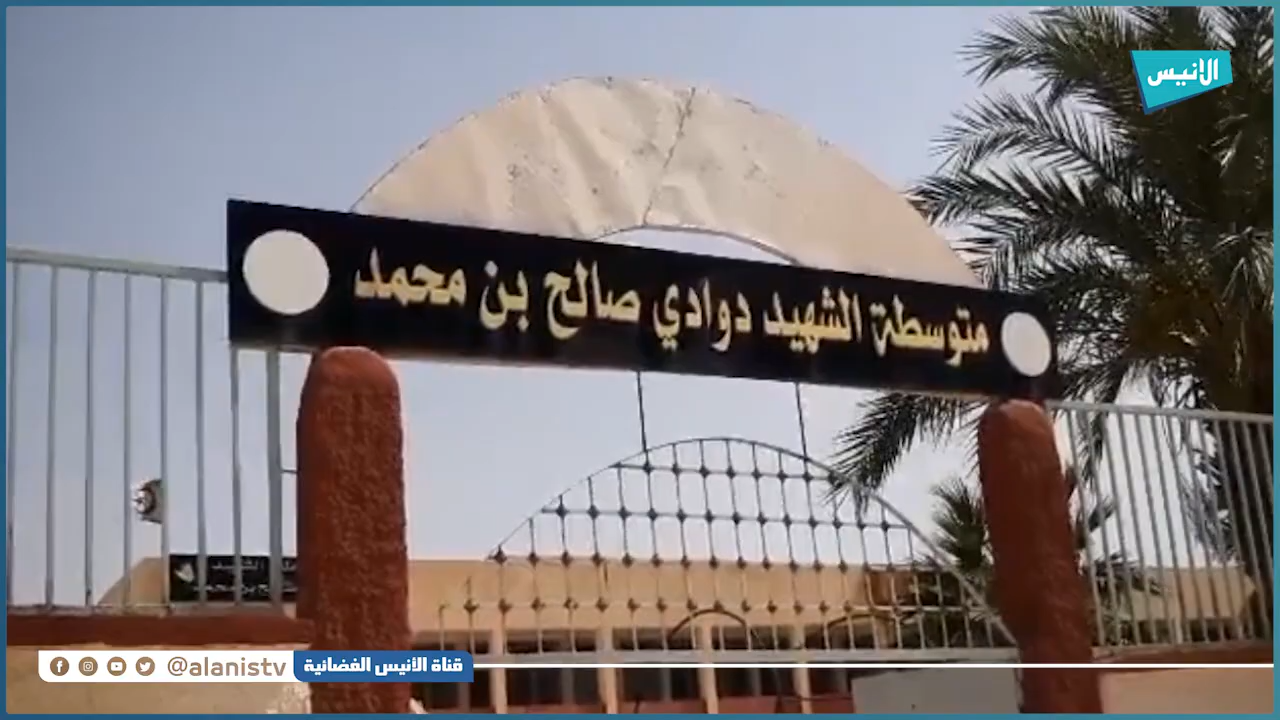 الانيس
متوسطة الشهيد دوادي صالح بن محمد
@alanistv
قناة الأنيس الفضائية